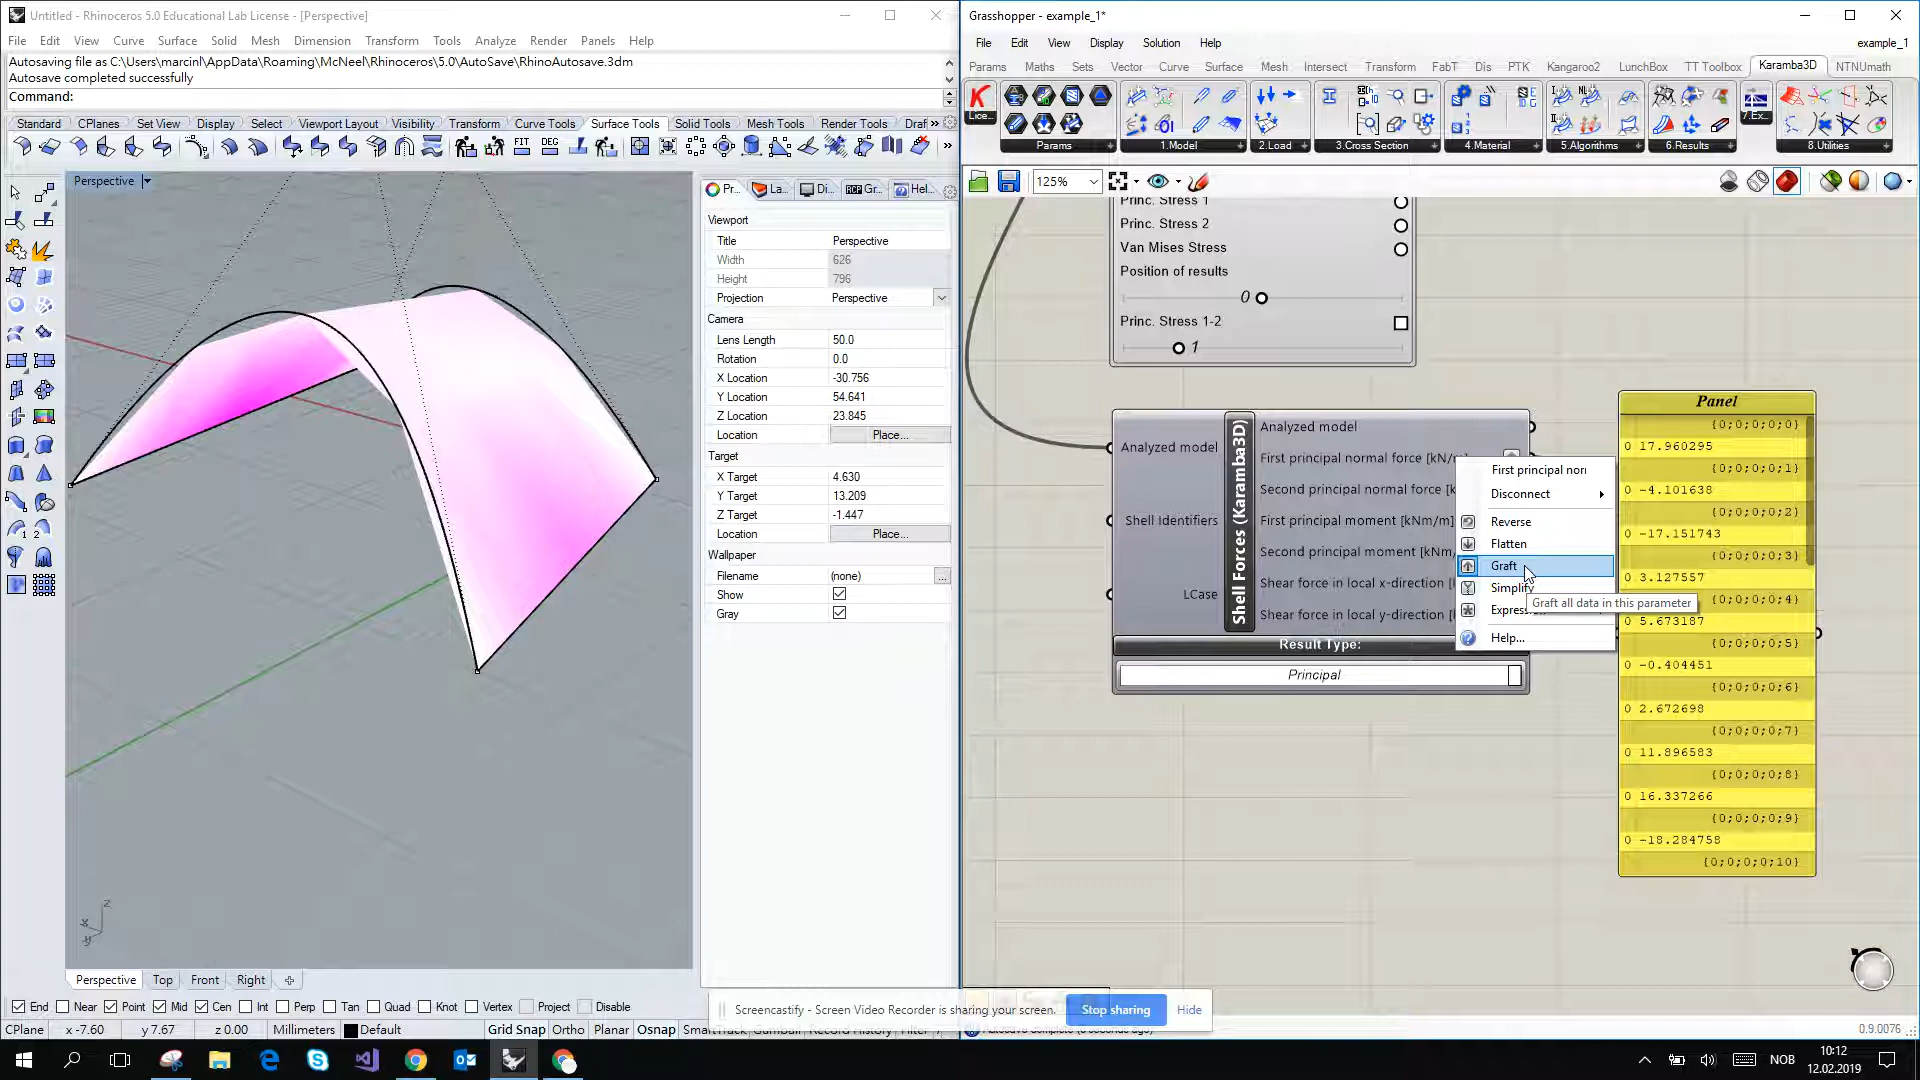 Untitled - Rhinoceros 5.0 Educational Lab License - [Perspective]
File Edit View Curve Surface Solid Mesh Dimension Transform Tools Analyze Render Panels Help
Autosaving file as C:\Users\marcinl\AppData\Roaming\McNeel\Rhinoceros\5.0\AutoSave\RhinoAutosave.3dm
Autosave completed successfully
Command:
Standard CPlanes Set View Display Select Viewport Layout Visibility Transform Curve Tools Surface Tools Solid Tools Mesh Tools Render Tools Draf
FIT DEG
Perspective
Pr... La... Di... RCP Gr... Hel...
Viewport
Title Perspective
Width 626
Height 796
Projection Perspective
Camera
Lens Length 50.0
Rotation 0.0
X Location -30.756
Y Location 54.641
Z Location 23.845
Location Place...
Target
X Target 4.630
Y Target 13.209
Z Target -1.447
Location Place...
Wallpaper
Filename (none) ...
Show
Gray
z
x
y
Perspective Top Front Right
End Near Point Mid Cen Int Perp Tan Quad Knot Vertex Project Disable
CPlane x -7.60 y 7.67 z 0.00 Millimeters Default Grid Snap Ortho Planar Osnap SmartTrack
Grasshopper - example_1*
File Edit View Display Solution Help example_1
Params Maths Sets Vector Curve Surface Mesh Intersect Transform FabT Dis PTK Kangaroo2 LunchBox TT Toolbox Karamba3D NTNUmath
Lice... 7.Ex...
Params 1.Model 2.Load 3.Cross Section 4.Material 5.Algorithms 6.Results 8.Utilities
125%
Princ. Stress 1
Princ. Stress 2
Van Mises Stress
Position of results
0
Princ. Stress 1-2
1
Analyzed model
Shell Identifiers
LCase
Shell Forces (Karamba3D)
Analyzed model
First principal normal force [kN/m]
Second principal normal force [k
First principal moment [kNm/m]
Second principal moment [kNm/
Shear force in local x-direction [
Shear force in local y-direction [
Result Type:
Principal
First principal nor
Disconnect
Reverse
Flatten
Graft
Simplify
Express
Help...
Graft all data in this parameter
Panel
{0;0;0;0;0}
0 17.960295
{0;0;0;0;1}
0 -4.101638
{0;0;0;0;2}
0 -17.151743
{0;0;0;0;3}
0 3.127557
{0;0;0;0;4}
0 5.673187
{0;0;0;0;5}
0 -0.404451
{0;0;0;0;6}
0 2.672698
{0;0;0;0;7}
0 11.896583
{0;0;0;0;8}
0 16.337266
{0;0;0;0;9}
0 -18.284758
{0;0;0;0;10}
Screencastify - Screen Video Recorder is sharing your screen. Stop sharing Hide
0.9.0076
NOB
10:12
12.02.2019